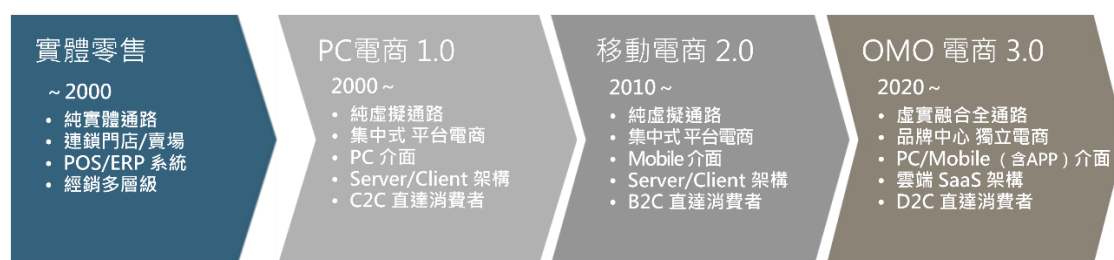 實體零售
~2000
• 純實體通路
• 連鎖門店/賣場
• POS/ERP 系統
• 經銷多層級
PC電商 1.0
2000~
• 純虛擬通路
• 集中式 平台電商
• PC 介面
• Server/Client 架構
• C2C 直達消費者
移動電商 2.0
2010~
• 純虛擬通路
• 集中式 平台電商
• Mobile 介面
• Server/Client 架構
• B2C 直達消費者
OMO 電商 3.0
2020~
• 虛實融合全通路
• 品牌中心 獨立電商
• PC/Mobile（含APP）介面
• 雲端 SaaS 架構
• D2C 直達消費者